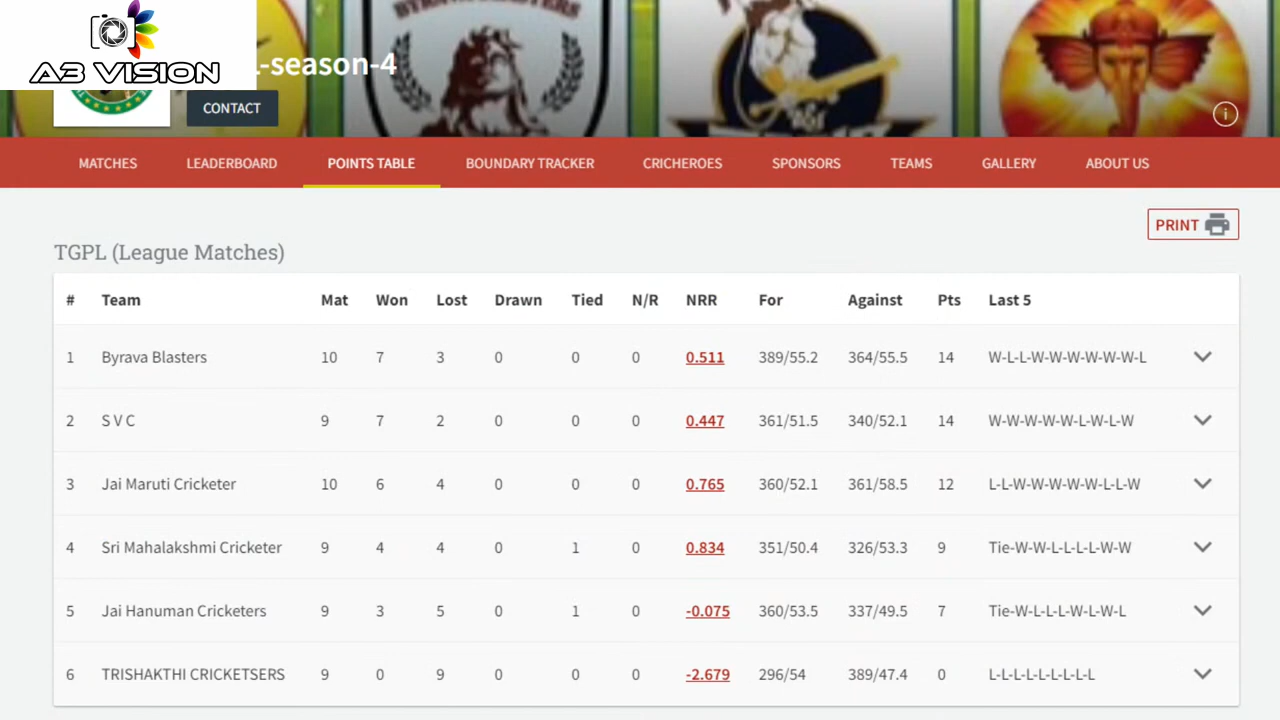 A3 VISION
-season-4
CONTACT
MATCHES LEADERBOARD POINTS TABLE BOUNDARY TRACKER CRICHEROES SPONSORS TEAMS GALLERY ABOUT US
PRINT
TGPL (League Matches)
# Team Mat Won Lost Drawn Tied N/R NRR For Against Pts Last 5
1 Byrava Blasters 10 7 3 0 0 0 0.511 389/55.2 364/55.5 14 W-L-L-W-W-W-W-W-W-L
2 S V C 9 7 2 0 0 0 0.447 361/51.5 340/52.1 14 W-W-W-W-W-L-W-L-W
3 Jai Maruti Cricketer 10 6 4 0 0 0 0.765 360/52.1 361/58.5 12 L-L-W-W-W-W-W-L-L-W
4 Sri Mahalakshmi Cricketer 9 4 4 0 1 0 0.834 351/50.4 326/53.3 9 Tie-W-W-L-L-L-L-W-W
5 Jai Hanuman Cricketers 9 3 5 0 1 0 -0.075 360/53.5 337/49.5 7 Tie-W-L-L-L-W-L-W-L
6 TRISHAKTHI CRICKETSERS 9 0 9 0 0 0 -2.679 296/54 389/47.4 0 L-L-L-L-L-L-L-L-L